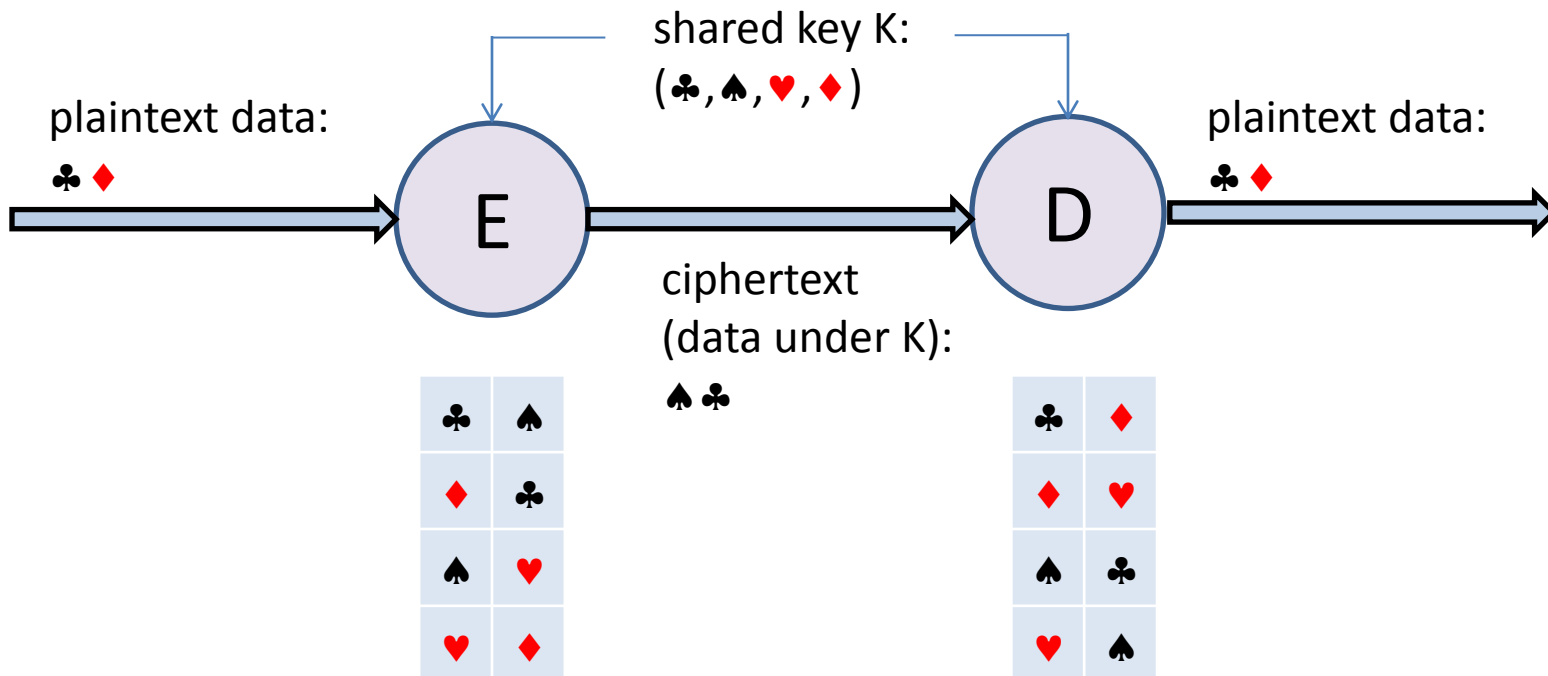 shared key K:
(♣,♠,♥,♦)
plaintext data:
♣♦
plaintext data:
♣♦
E
D
ciphertext
(data under K):
♠♣
♣ ♠
♦ ♣
♠ ♥
♥ ♦
♣ ♦
♦ ♥
♠ ♣
♥ ♠